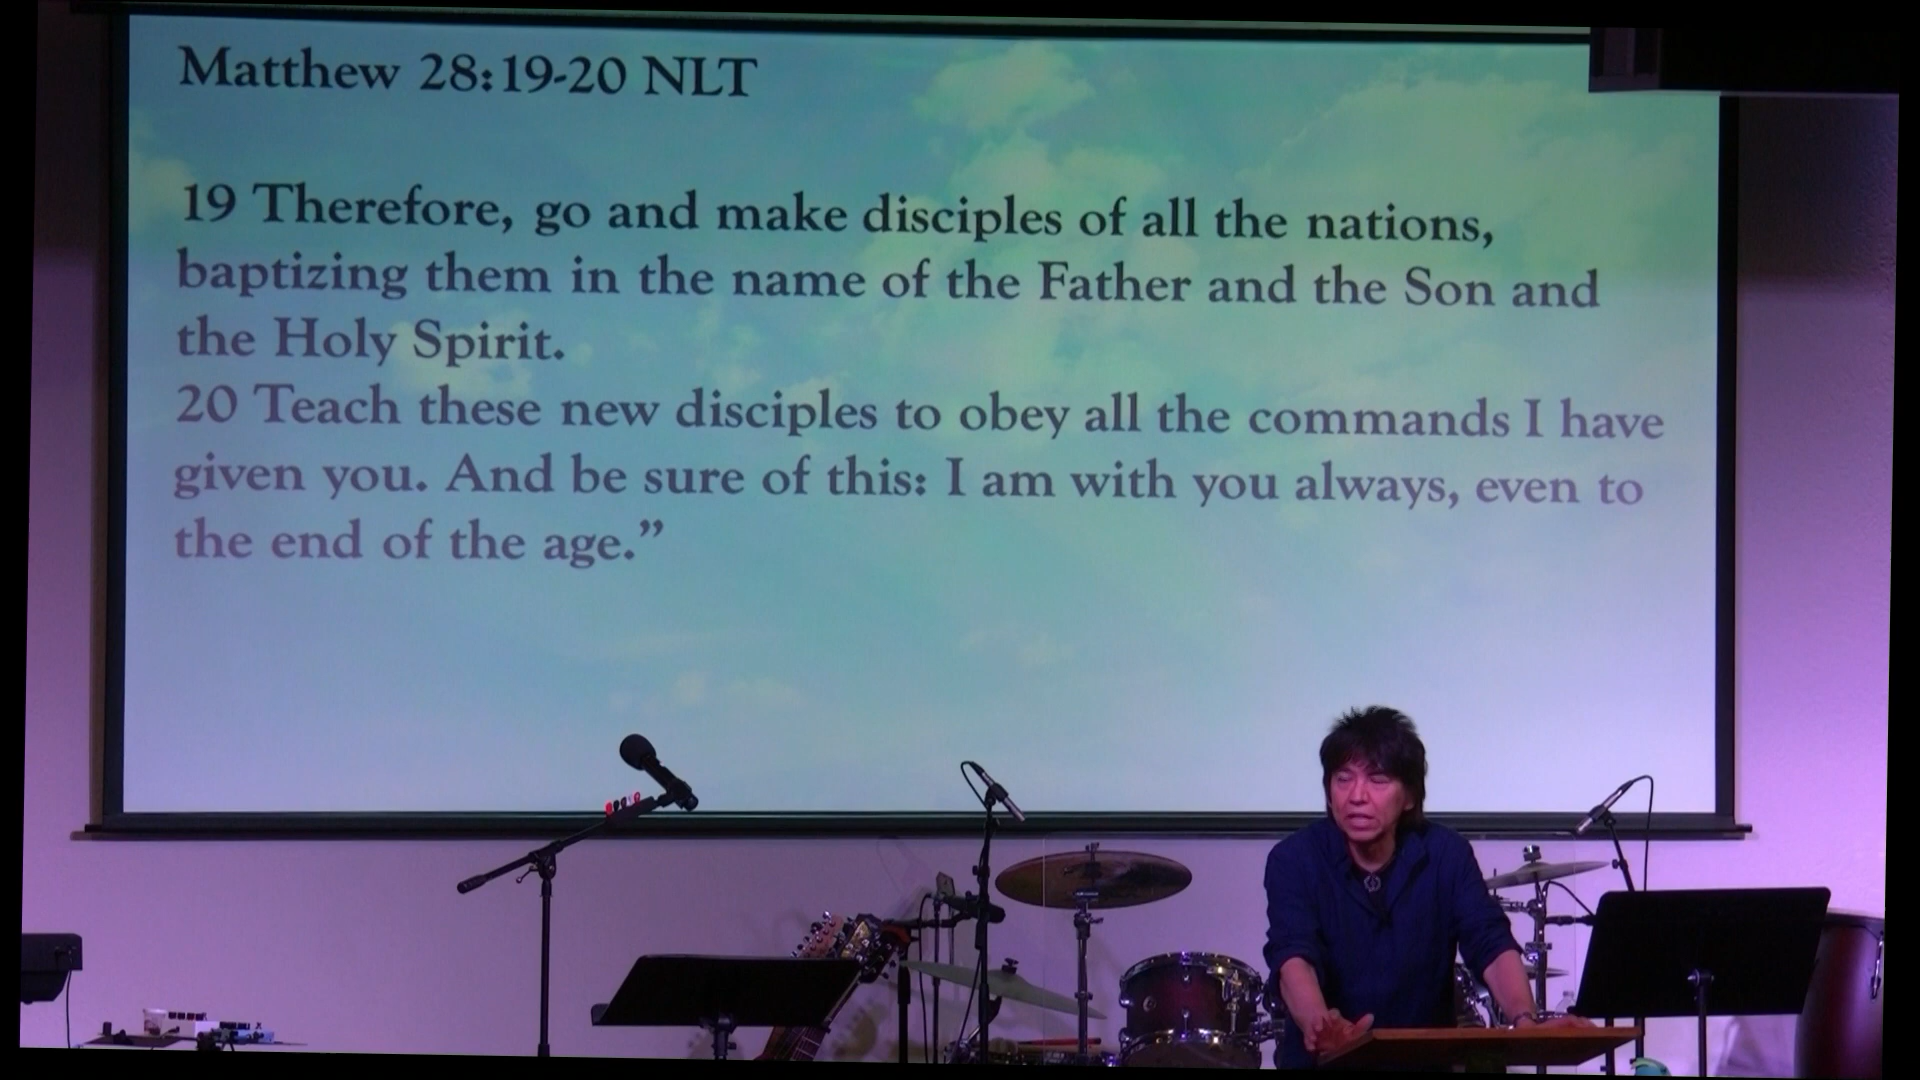 Matthew 28:19-20 NLT
19 Therefore, go and make disciples of all the nations,
baptizing them in the name of the Father and the Son and
the Holy Spirit.
20 Teach these new disciples to obey all the commands I have
given you. And be sure of this: I am with you always, even to
the end of the age.”